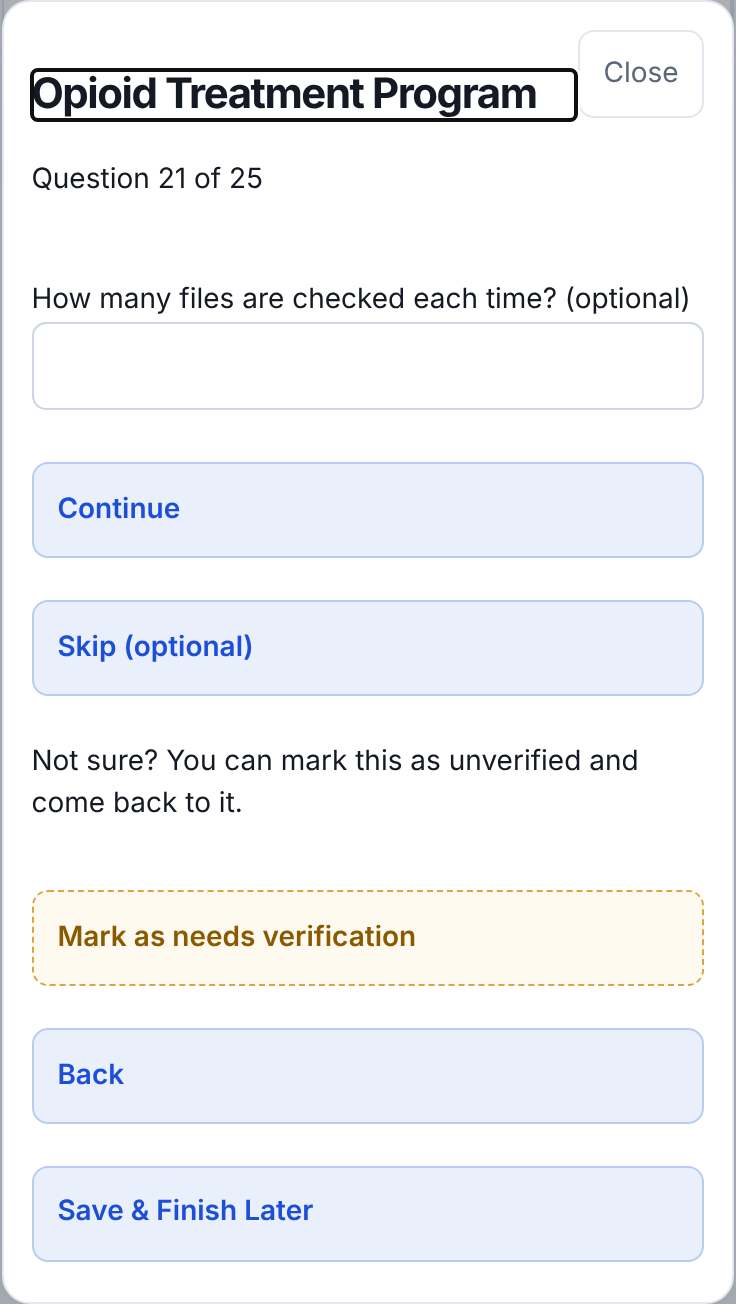 Opioid Treatment Program
Close
Question 21 of 25
How many files are checked each time? (optional)
Continue
Skip (optional)
Not sure? You can mark this as unverified and
come back to it.
Mark as needs verification
Back
Save & Finish Later